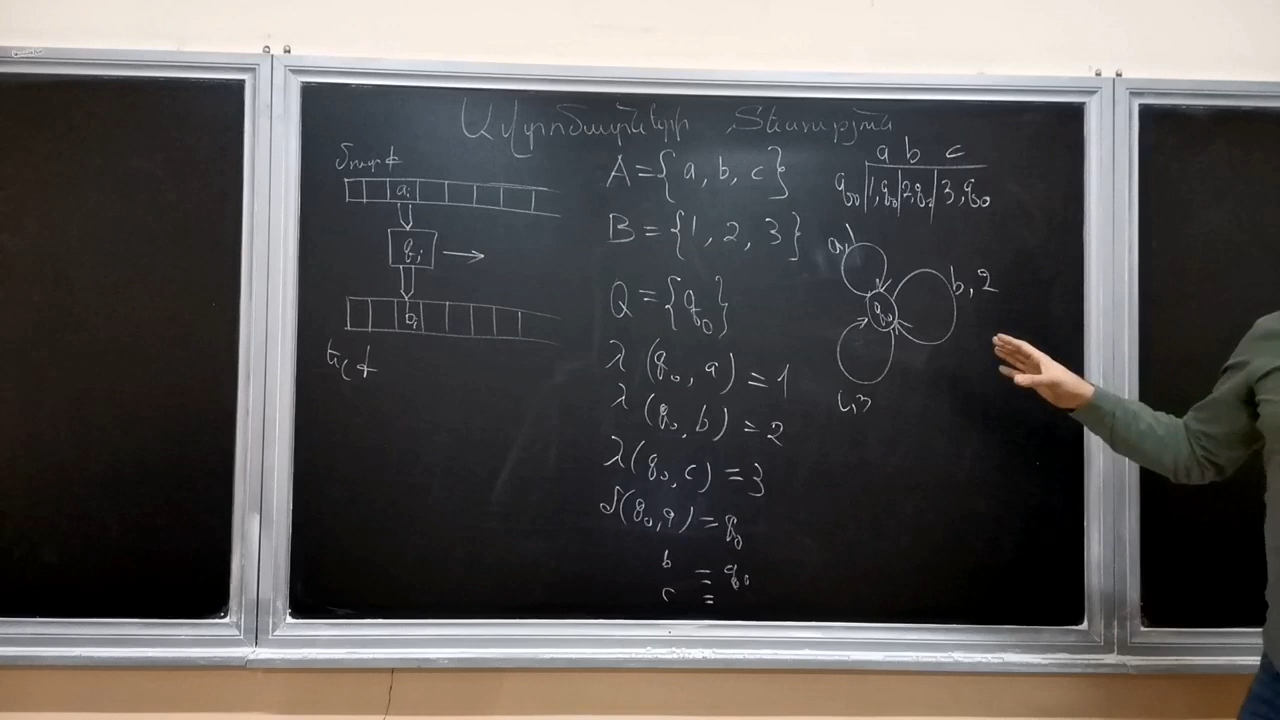 Ավտոմատների Տեսություն
մուտք
aᵢ
qⱼ
bᵢ
ելք
A = {a, b, c}
B = {1, 2, 3}
Q = {q₀}
λ (q₀, a) = 1
λ (q₀, b) = 2
λ (q₀, c) = 3
δ(q₀, a) = q₀
b = q₀
c =
a b c
q₀ | 1, q₀ | 2, q₀ | 3, q₀
a, 1
b, 2
q₀
c, 3